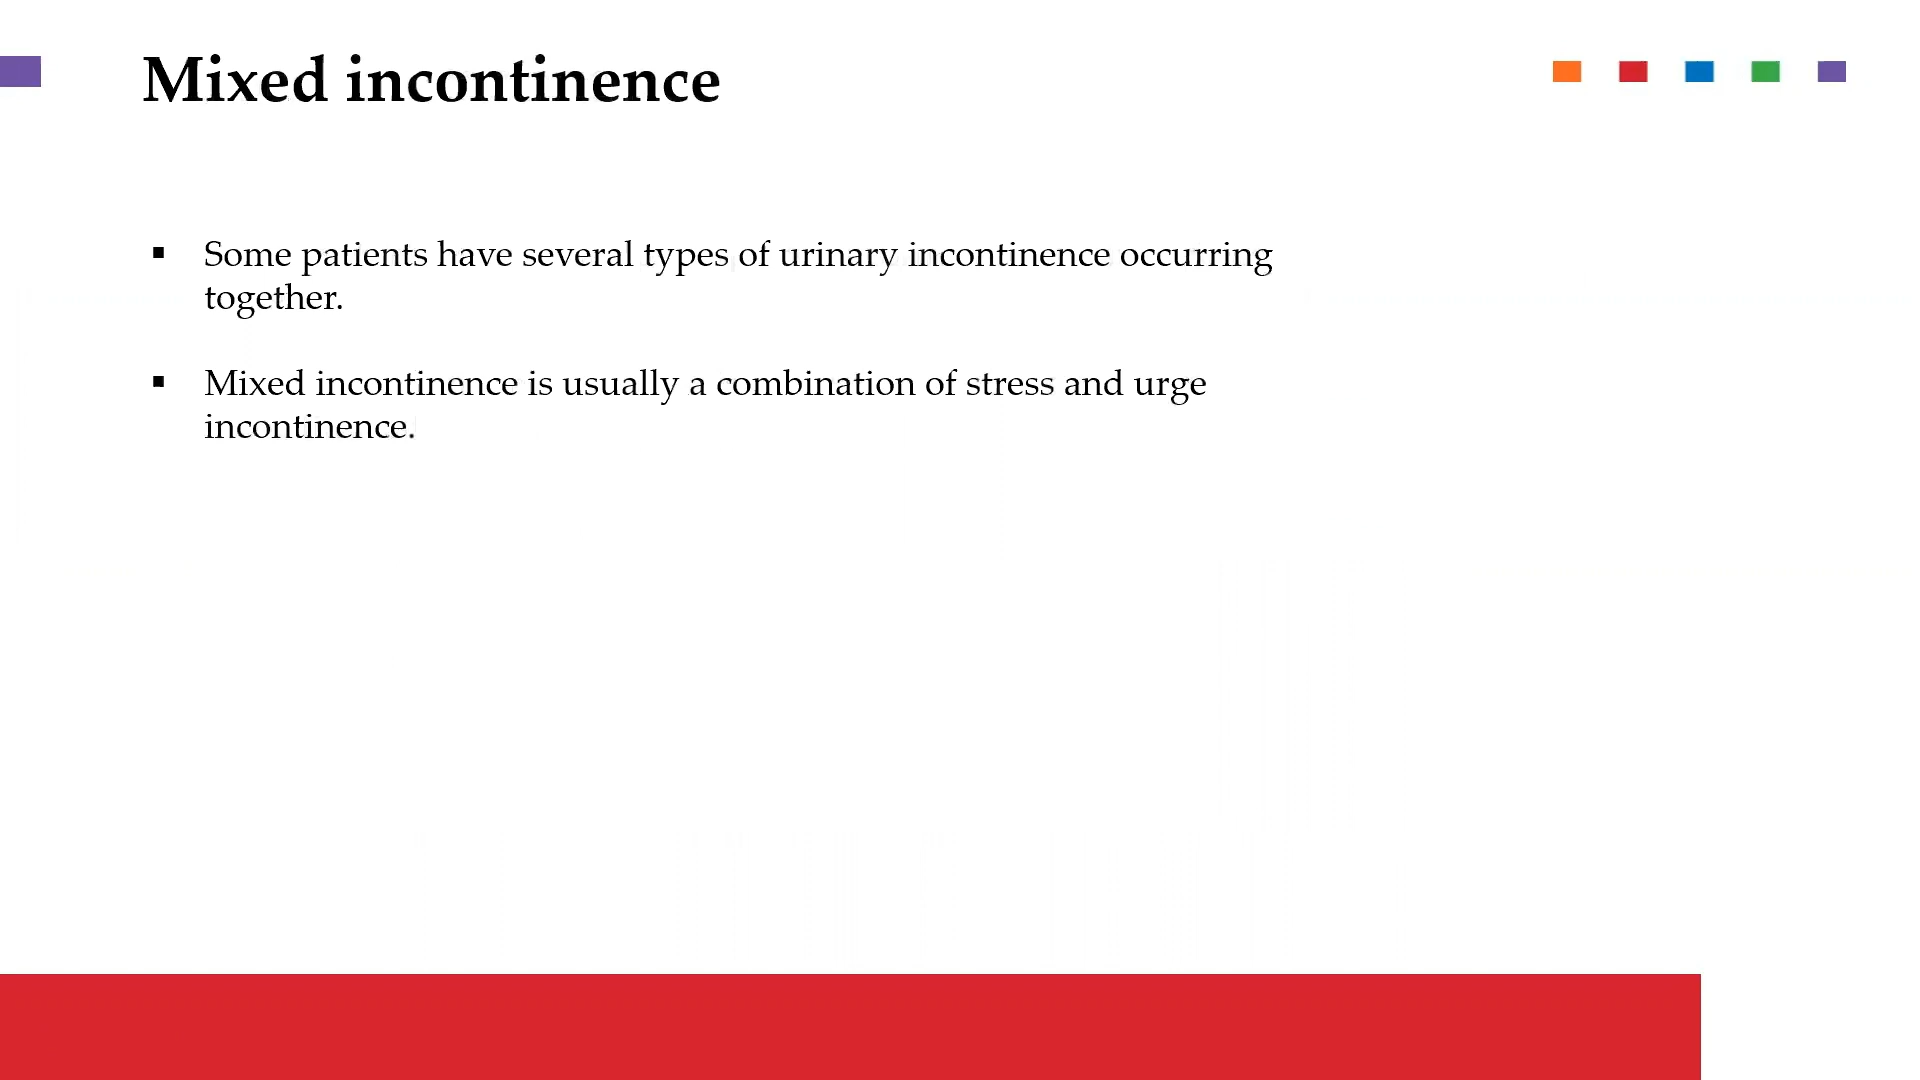 Mixed incontinence
▪ Some patients have several types of urinary incontinence occurring
together.
▪ Mixed incontinence is usually a combination of stress and urge
incontinence.